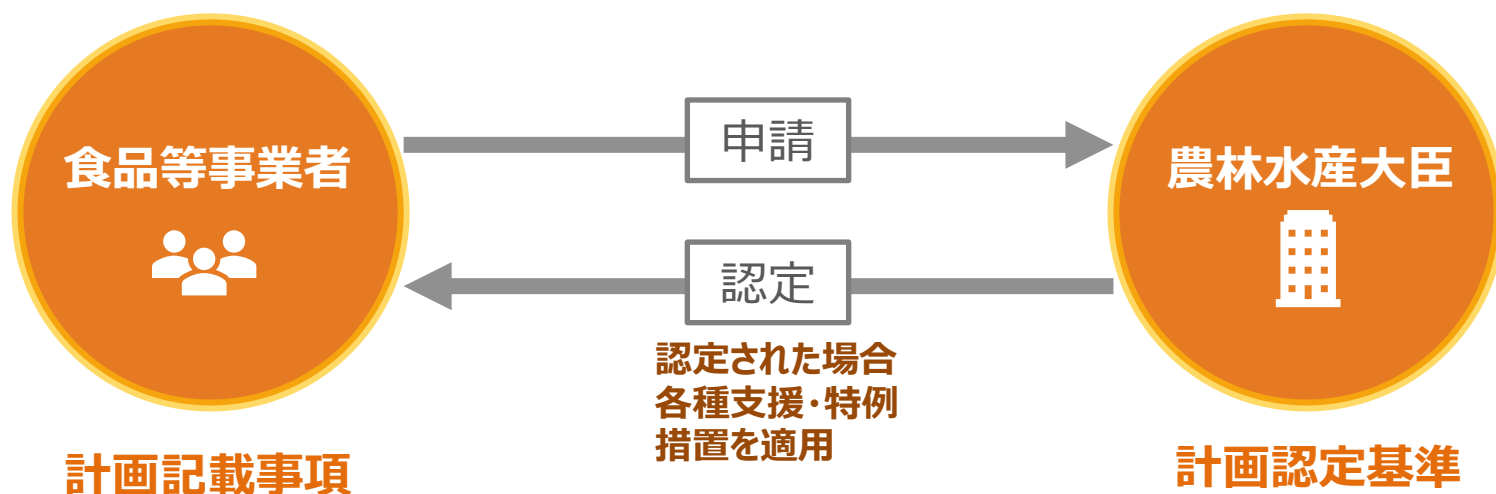 食品等事業者
申請
農林水産大臣
認定
認定された場合
各種支援・特例
措置を適用
計画記載事項
計画認定基準